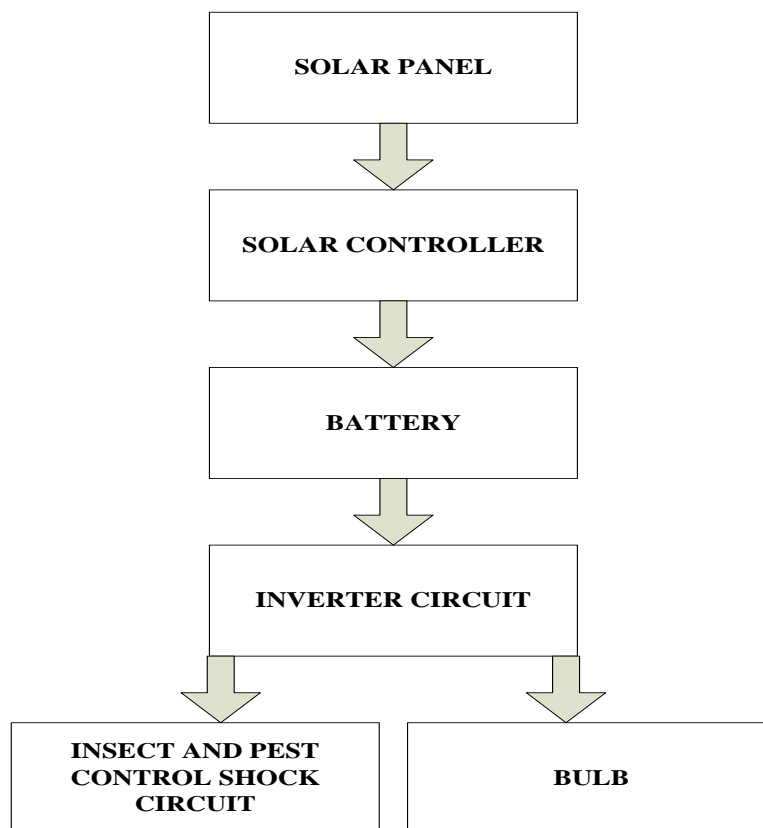 SOLAR PANEL
SOLAR CONTROLLER
BATTERY
INVERTER CIRCUIT
INSECT AND PEST
CONTROL SHOCK
CIRCUIT
BULB